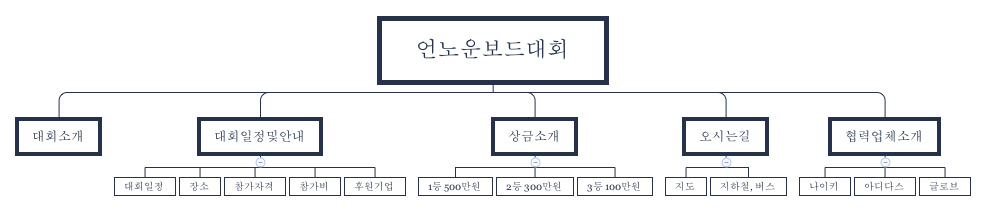 언노운보드대회
대회소개
대회일정및안내
상금소개
오시는길
협력업체소개
대회일정
장소
참가자격
참가비
후원기업
1등 500만원
2등 300만원
3등 100만원
지도
지하철, 버스
나이키
아디다스
글로브